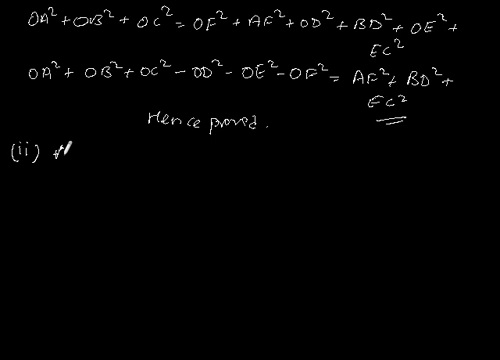 OA²+OB²+OC²=OF²+AF²+OD²+BD²+OE²+
EC²
OA²+OB²+OC²-OD²-OE²-OF²=AF²+BD²+
EC²
Hence proved.
(ii)